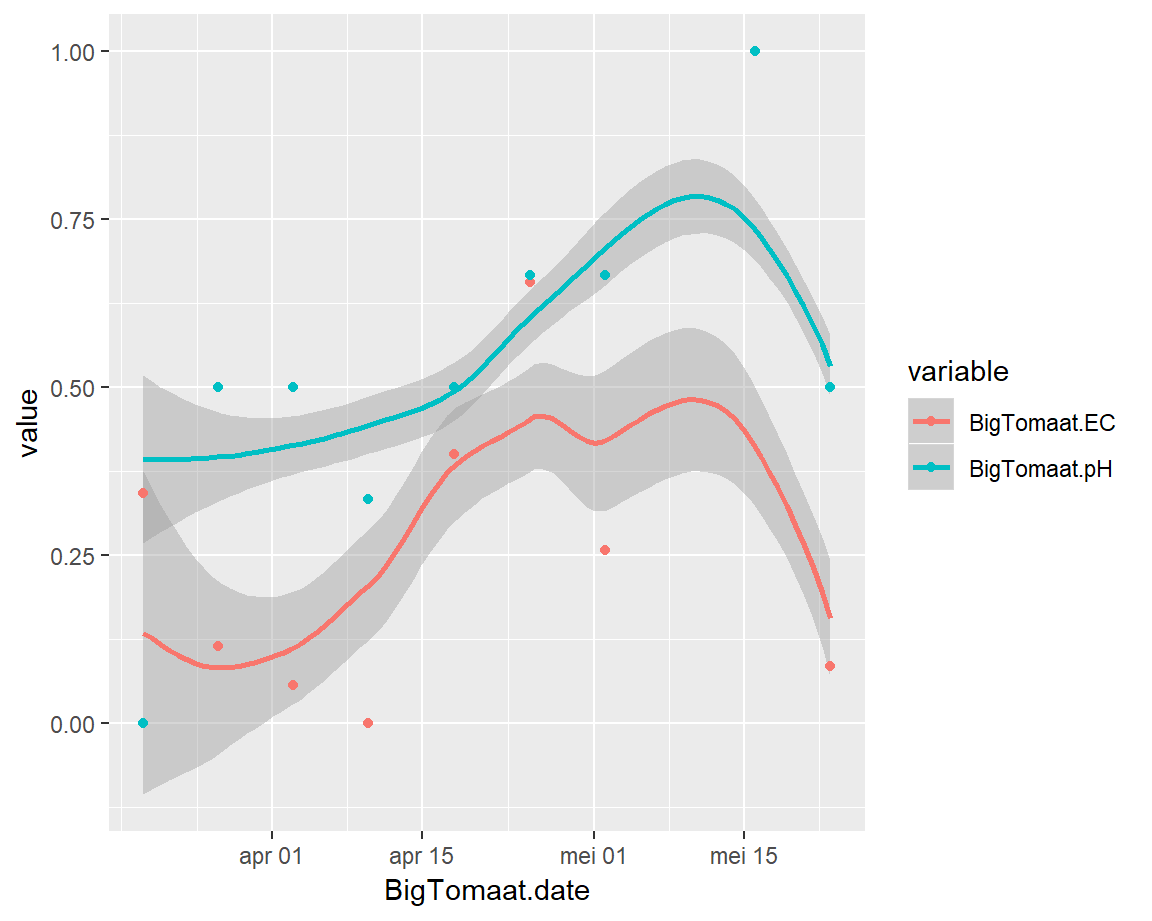 1.00
0.75
0.50
0.25
0.00
value
apr 01
apr 15
mei 01
mei 15
BigTomaat.date
variable
BigTomaat.EC
BigTomaat.pH